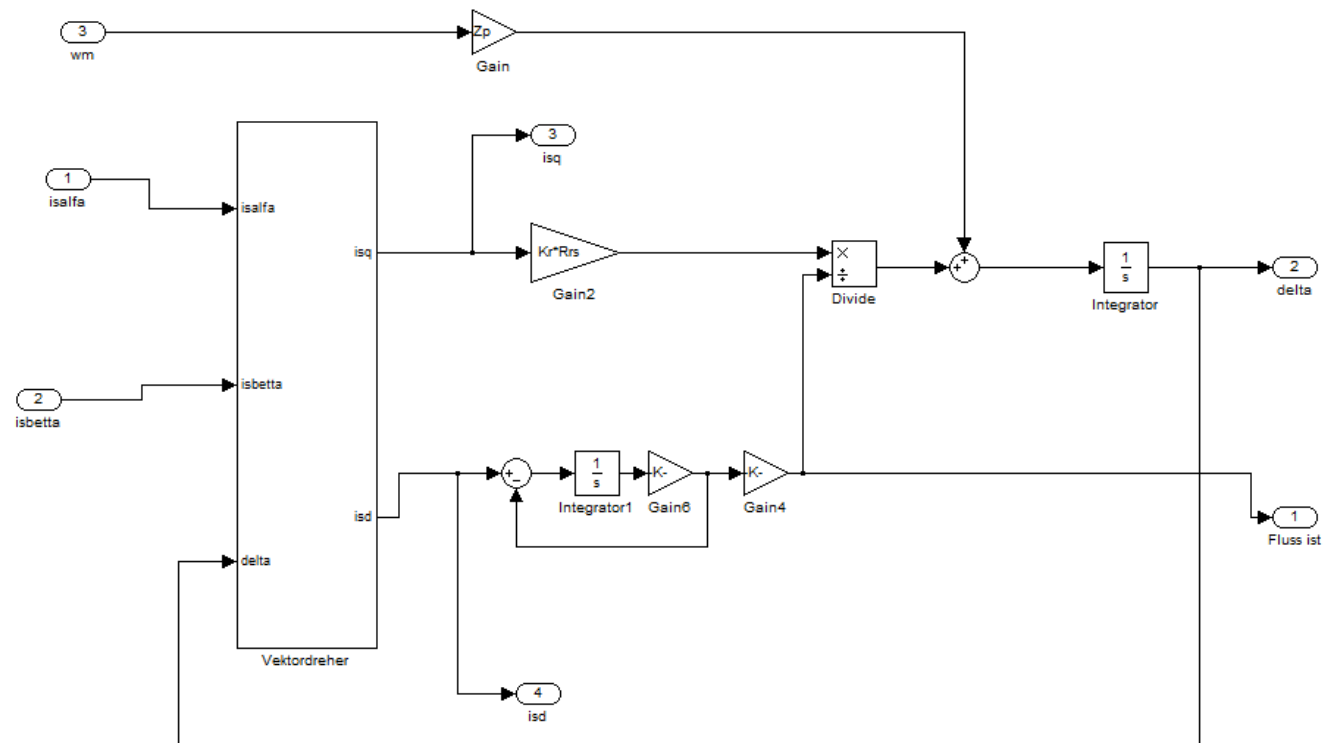 3
wm
Zp
Gain
3
isq
1
isalfa
isalfa
isq
Kr*Rrs
Gain2
×
÷
Divide
+
+
1
s
Integrator
2
delta
2
isbetta
isbetta
isd
+
−
1
s
Integrator1
-K-
Gain6
-K-
Gain4
1
Fluss ist
delta
Vektordreher
4
isd